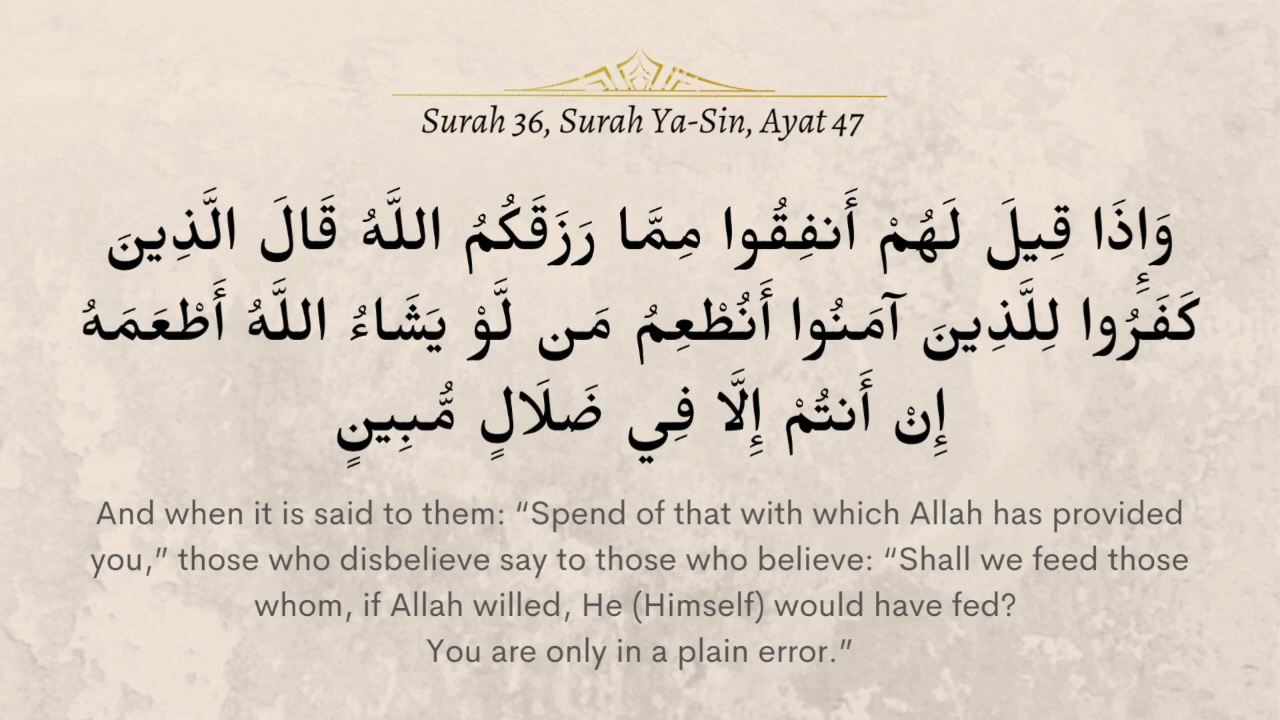 Surah 36, Surah Ya-Sin, Ayat 47
وَإِذَا قِيلَ لَهُمْ أَنفِقُوا مِمَّا رَزَقَكُمُ اللَّهُ قَالَ الَّذِينَ
كَفَرُوا لِلَّذِينَ آمَنُوا أَنُطْعِمُ مَن لَّوْ يَشَاءُ اللَّهُ أَطْعَمَهُ
إِنْ أَنتُمْ إِلَّا فِي ضَلَالٍ مُّبِينٍ
And when it is said to them: “Spend of that with which Allah has provided
you,” those who disbelieve say to those who believe: “Shall we feed those
whom, if Allah willed, He (Himself) would have fed?
You are only in a plain error.”